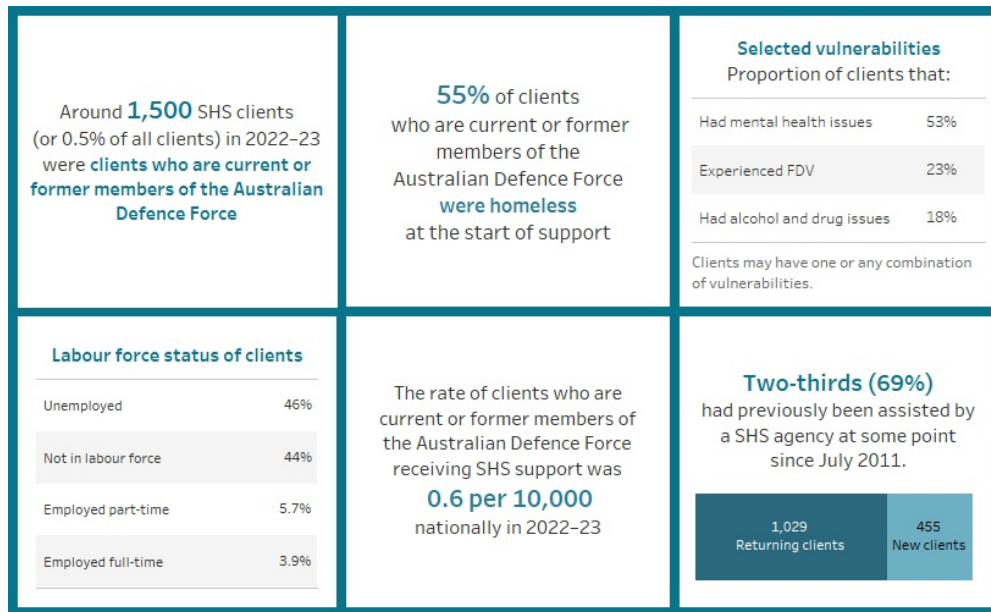 Around 1,500 SHS clients
(or 0.5% of all clients) in 2022–23
were clients who are current or
former members of the Australian
Defence Force
55% of clients
who are current or former
members of the
Australian Defence Force
were homeless
at the start of support
Selected vulnerabilities
Proportion of clients that:
Had mental health issues 53%
Experienced FDV 23%
Had alcohol and drug issues 18%
Clients may have one or any combination
of vulnerabilities.
Labour force status of clients
Unemployed 46%
Not in labour force 44%
Employed part-time 5.7%
Employed full-time 3.9%
The rate of clients who are
current or former members of
the Australian Defence Force
receiving SHS support was
0.6 per 10,000
nationally in 2022–23
Two-thirds (69%)
had previously been assisted by
a SHS agency at some point
since July 2011.
1,029
Returning clients
455
New clients